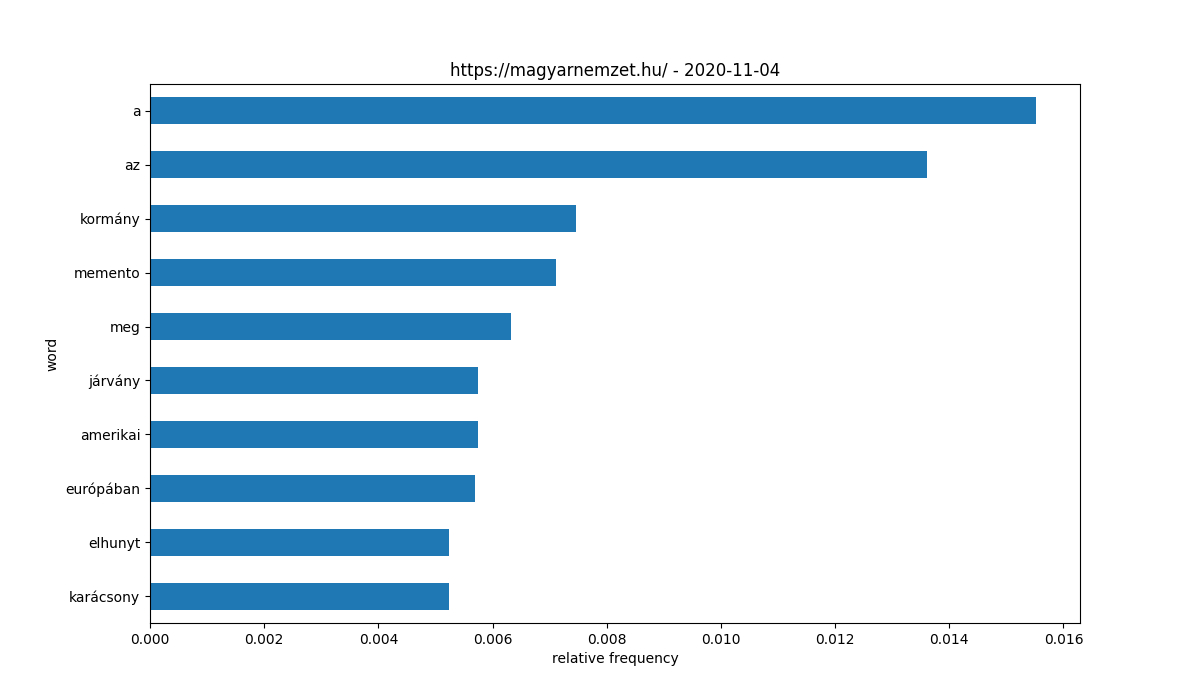 https://magyarnemzet.hu/ - 2020-11-04
a
az
kormány
memento
meg
járvány
amerikai
európában
elhunyt
karácsony
word
0.000 0.002 0.004 0.006 0.008 0.010 0.012 0.014 0.016
relative frequency